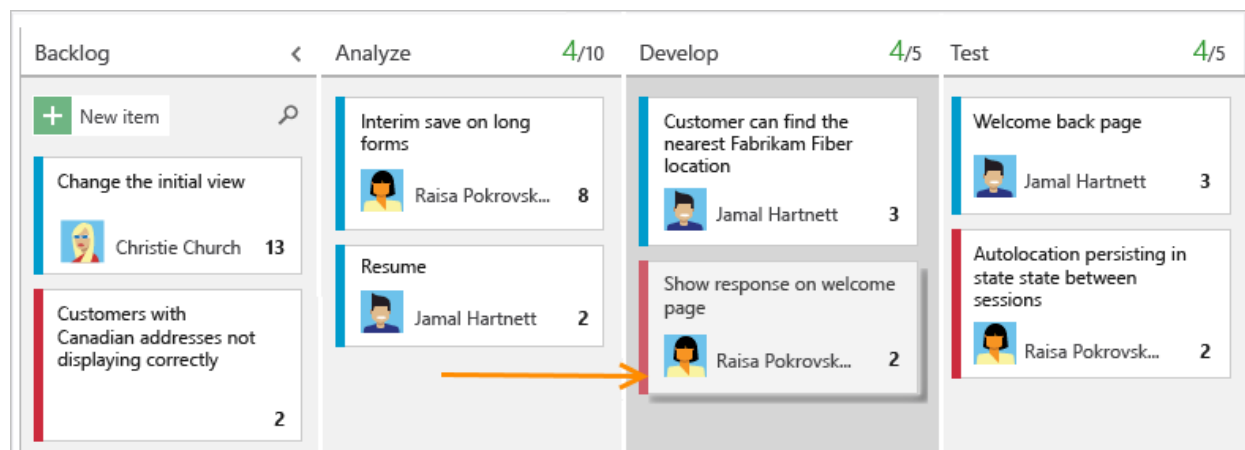 Backlog
Analyze 4/10
Develop 4/5
Test 4/5
New item
Change the initial view
Christie Church 13
Customers with
Canadian addresses not
displaying correctly
2
Interim save on long
forms
Raisa Pokrovsk... 8
Resume
Jamal Hartnett 2
Customer can find the
nearest Fabrikam Fiber
location
Jamal Hartnett 3
Show response on welcome
page
Raisa Pokrovsk... 2
Welcome back page
Jamal Hartnett 3
Autolocation persisting in
state state between
sessions
Raisa Pokrovsk... 2